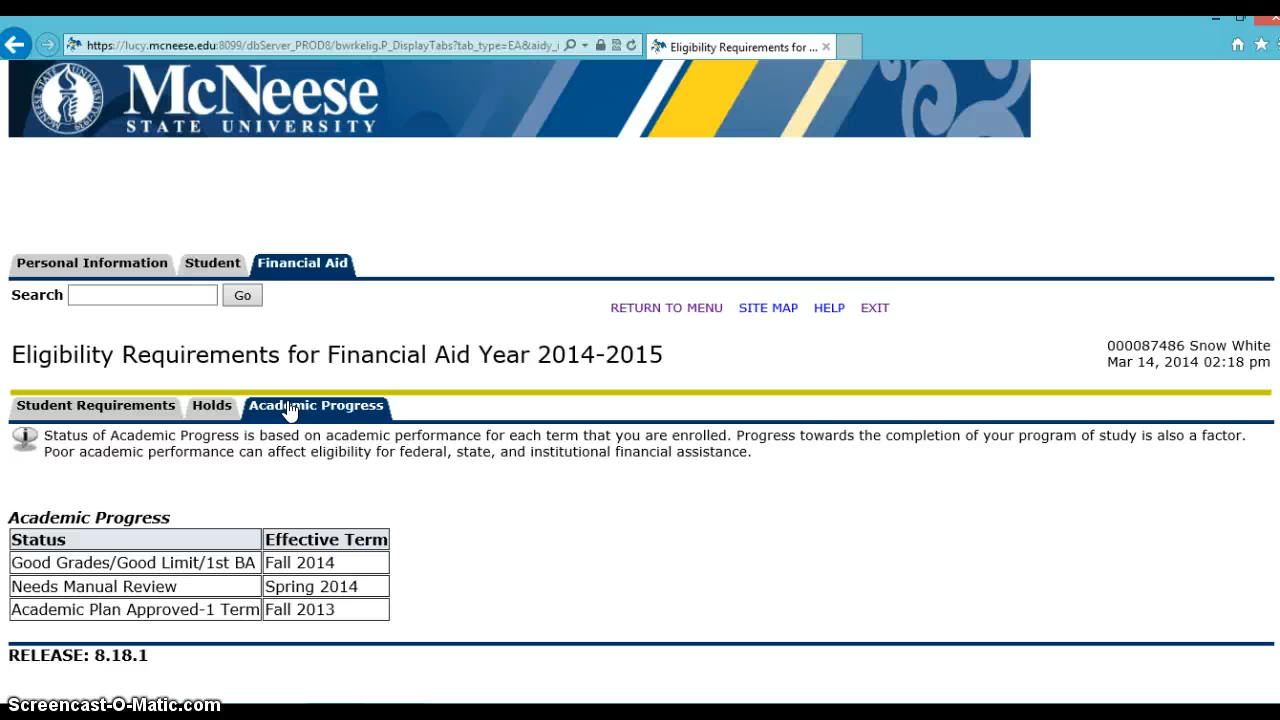 https://lucy.mcneese.edu:8099/dbServer_PROD8/bwrkelig.P_DisplayTabs?tab_type=EA&aidy_i
Eligibility Requirements for ...
McNeese
STATE UNIVERSITY
Personal Information Student Financial Aid
Search Go
RETURN TO MENU SITE MAP HELP EXIT
Eligibility Requirements for Financial Aid Year 2014-2015
000087486 Snow White
Mar 14, 2014 02:18 pm
Student Requirements Holds Academic Progress
Status of Academic Progress is based on academic performance for each term that you are enrolled. Progress towards the completion of your program of study is also a factor.
Poor academic performance can affect eligibility for federal, state, and institutional financial assistance.
Academic Progress
Status Effective Term
Good Grades/Good Limit/1st BA Fall 2014
Needs Manual Review Spring 2014
Academic Plan Approved-1 Term Fall 2013
RELEASE: 8.18.1
Screencast-O-Matic.com